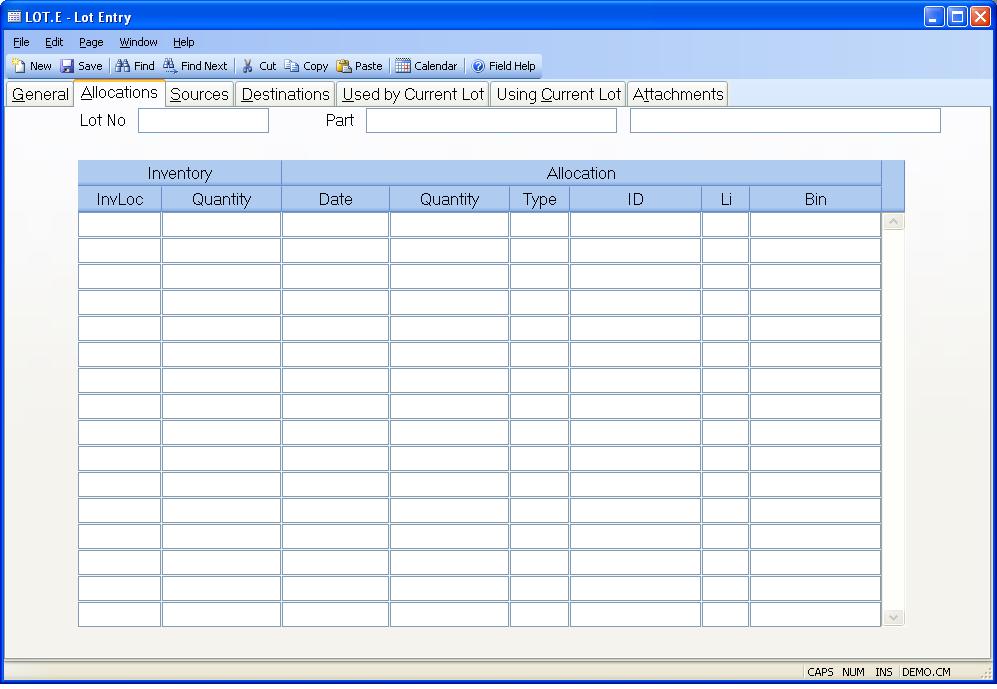 LOT.E - Lot Entry
File Edit Page Window Help
New Save Find Find Next Cut Copy Paste Calendar Field Help
General Allocations Sources Destinations Used by Current Lot Using Current Lot Attachments
Lot No Part
Inventory Allocation
InvLoc Quantity Date Quantity Type ID Li Bin
CAPS NUM INS DEMO.CM